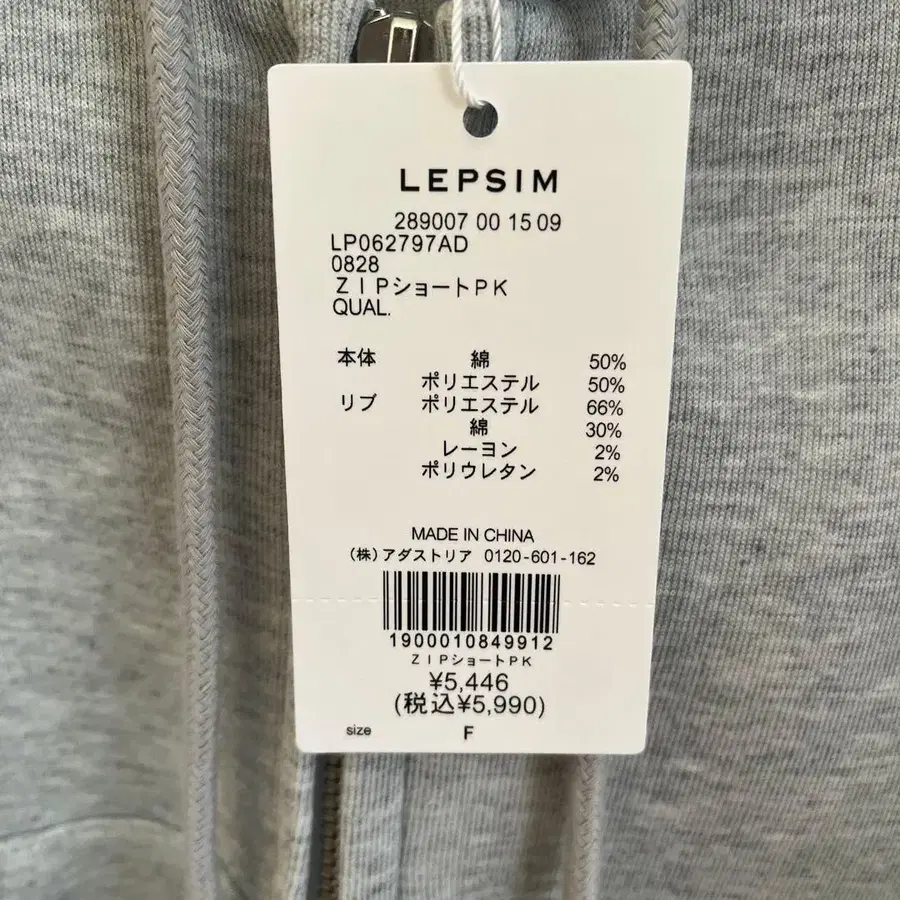 LEPSIM
289007 00 15 09
LP062797AD
0828
ZIPショートPK
QUAL.
本体 綿 50%
ポリエステル 50%
リブ ポリエステル 66%
綿 30%
レーヨン 2%
ポリウレタン 2%
MADE IN CHINA
(株)アダストリア 0120-601-162
1900010849912
ZIPショートPK
¥5,446
(税込¥5,990)
size F